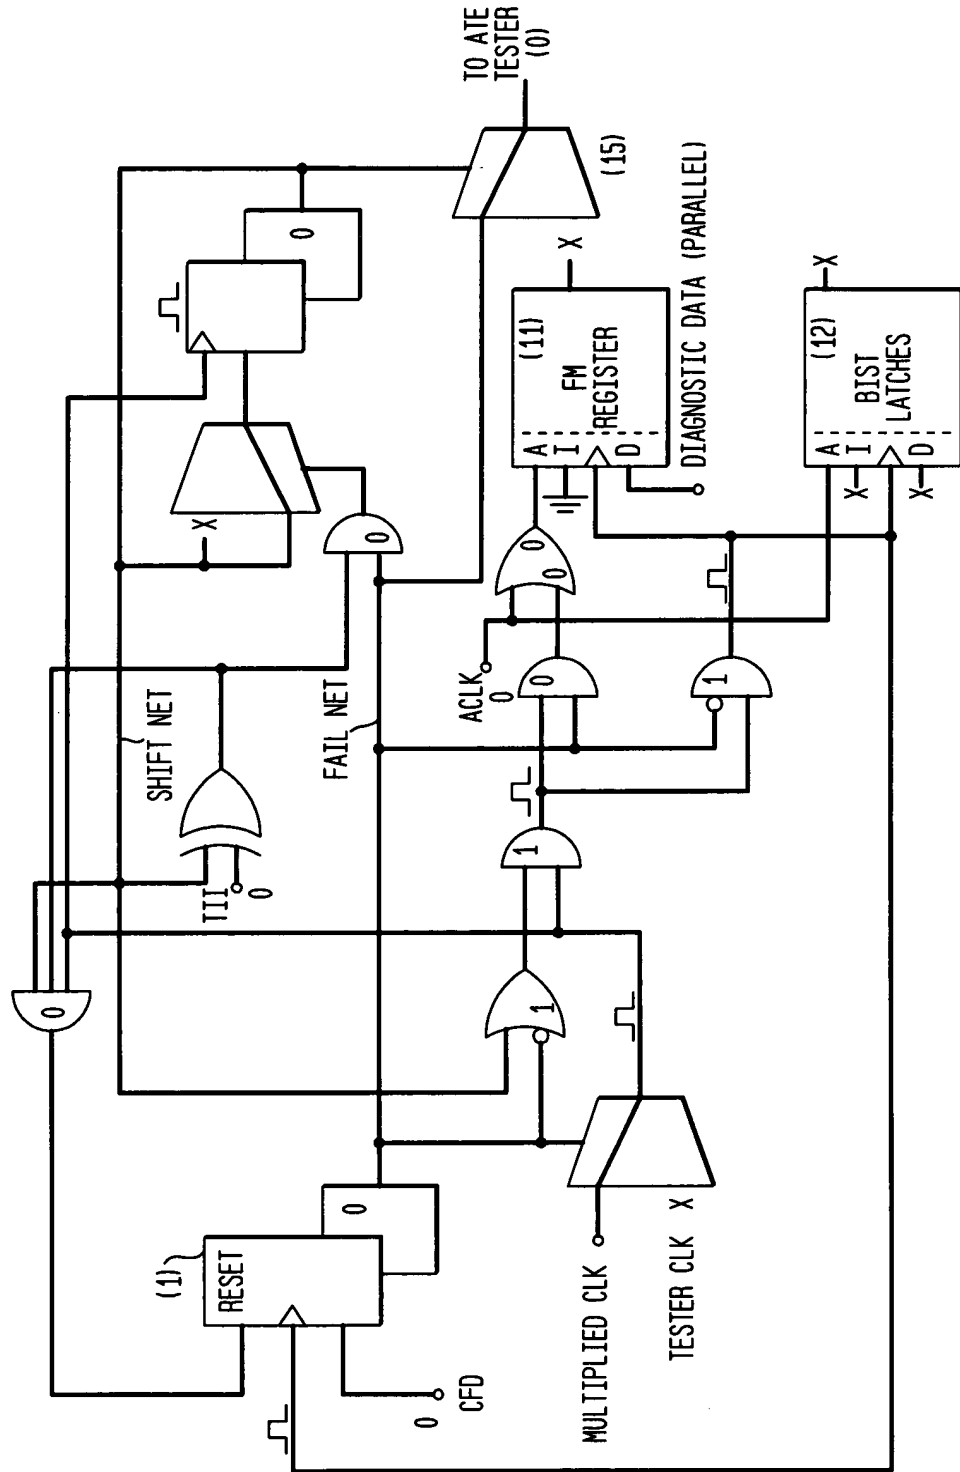 TO ATE
TESTER
(0)
0
(15)
0
X
0
SHIFT NET
TII
0
FAIL NET
0
0
0
ACLK
0
0
1
1
1
(11)
FM
REGISTER
A
I
D
X
DIAGNOSTIC DATA (PARALLEL)
(12)
BIST
LATCHES
A
I
D
X
X
X
(1)
RESET
0
0
CFD
MULTIPLIED CLK
TESTER CLK X